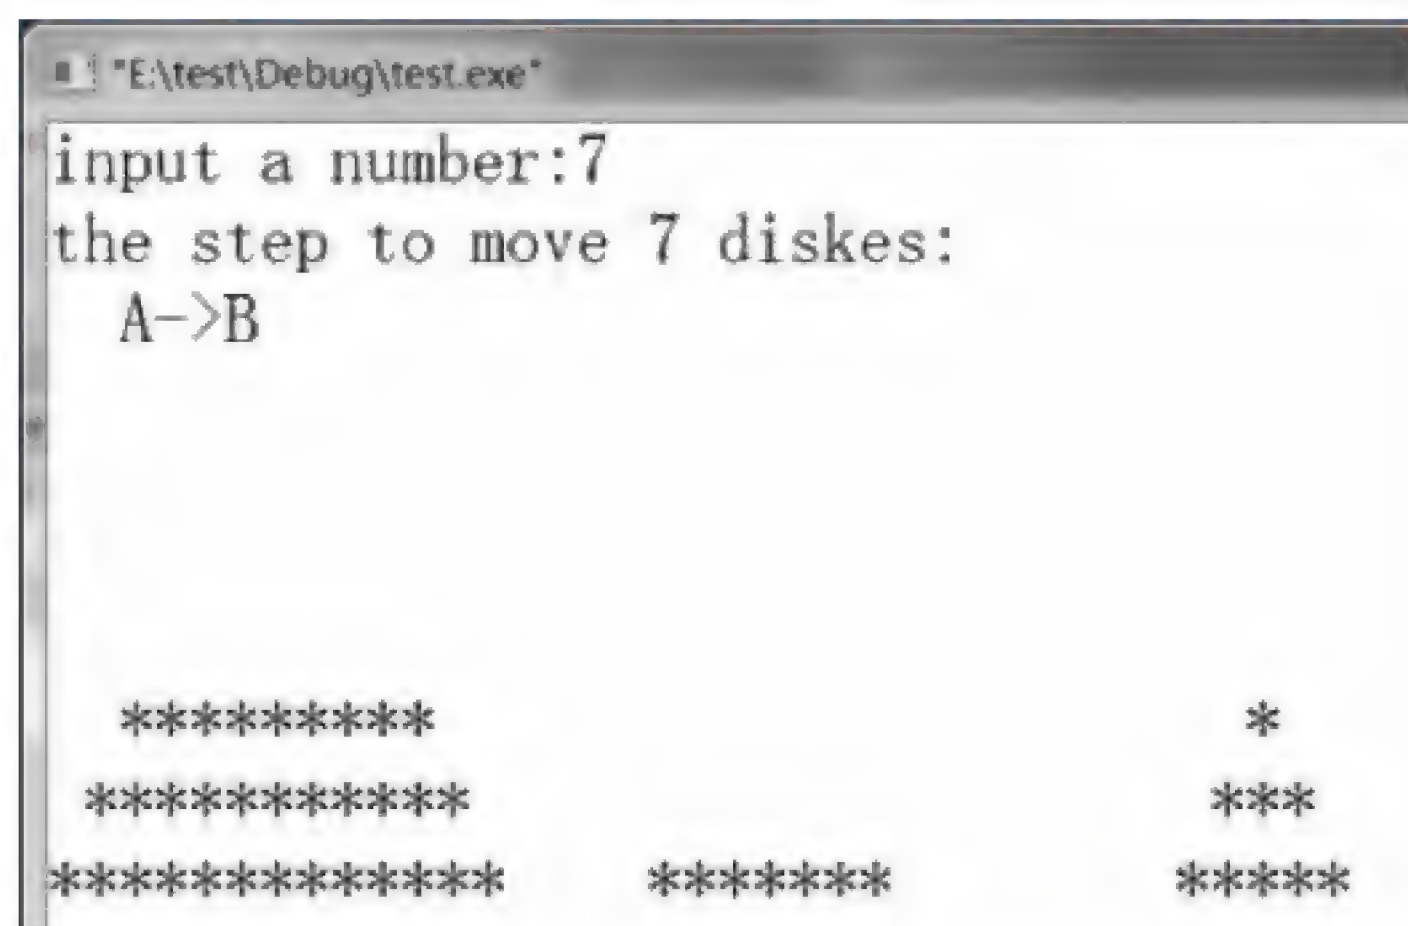 "E:\test\Debug\test.exe"
input a number:7
the step to move 7 diskes:
A->B
********* *
*********** ***
************* ******* *****